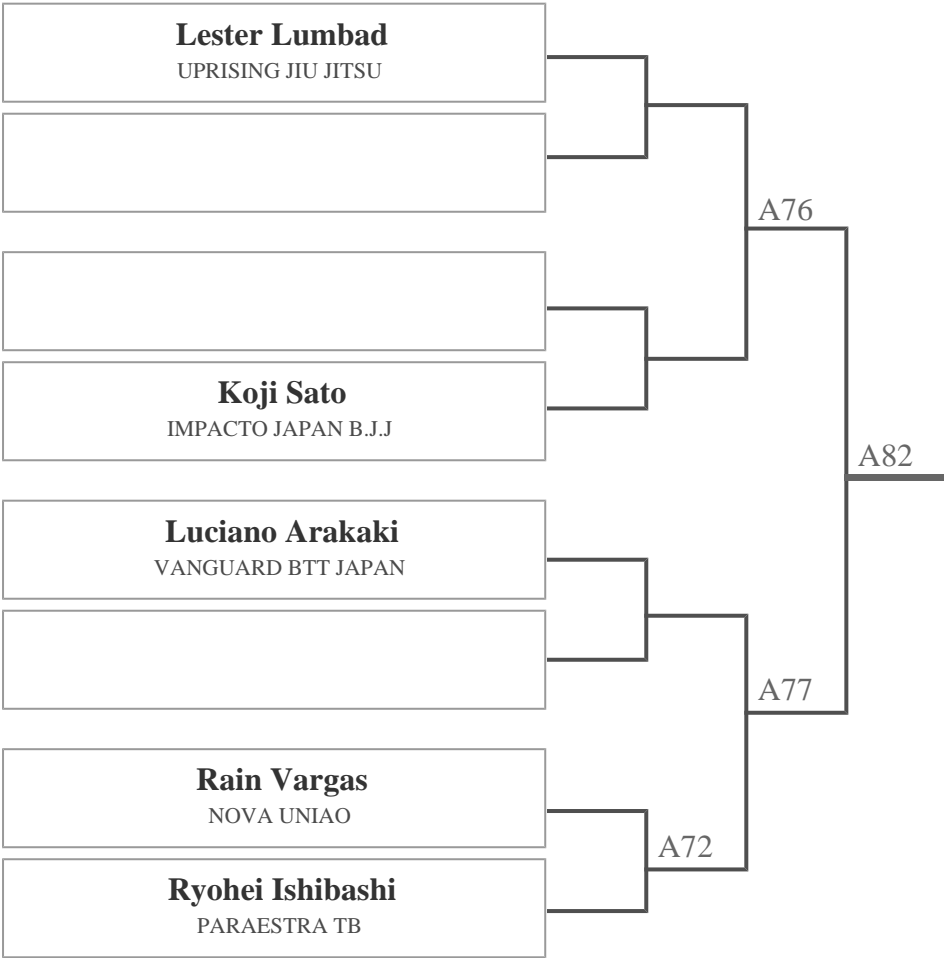 Lester Lumbad
UPRISING JIU JITSU
A76
Koji Sato
IMPACTO JAPAN B.J.J
A82
Luciano Arakaki
VANGUARD BTT JAPAN
A77
Rain Vargas
NOVA UNIAO
A72
Ryohei Ishibashi
PARAESTRA TB